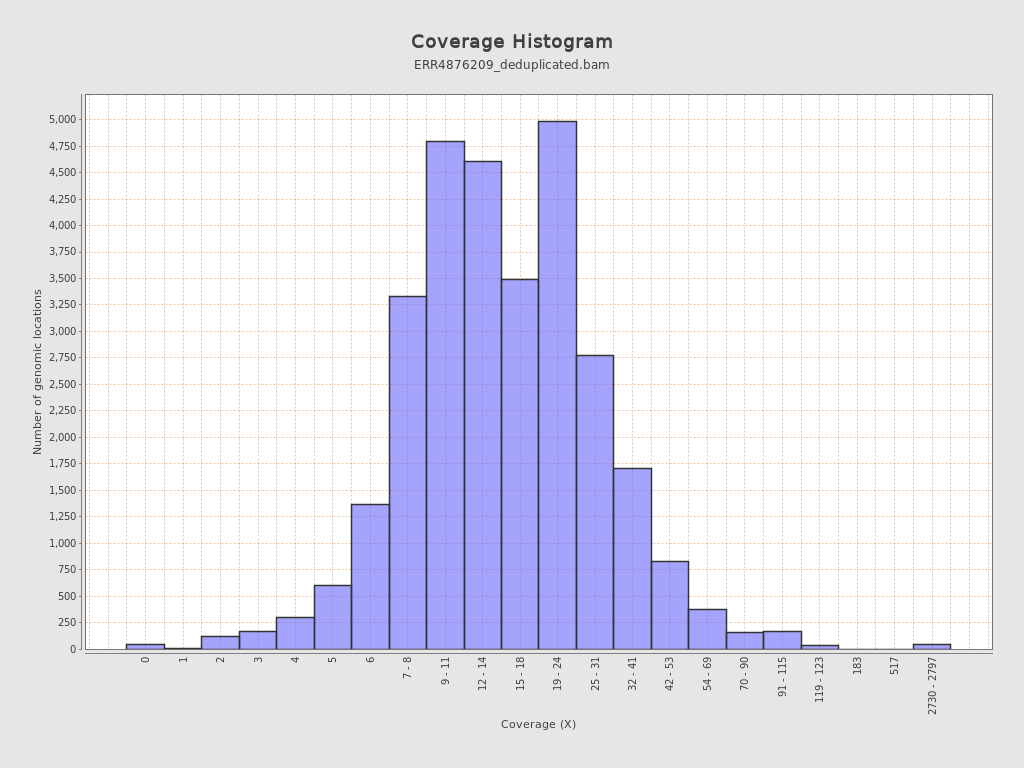 Coverage Histogram
ERR4876209_deduplicated.bam
Number of genomic locations
5,000
4,750
4,500
4,250
4,000
3,750
3,500
3,250
3,000
2,750
2,500
2,250
2,000
1,750
1,500
1,250
1,000
750
500
250
0
0
1
2
3
4
5
6
7 - 8
9 - 11
12 - 14
15 - 18
19 - 24
25 - 31
32 - 41
42 - 53
54 - 69
70 - 90
91 - 115
119 - 123
183
517
2730 - 2797
Coverage (X)